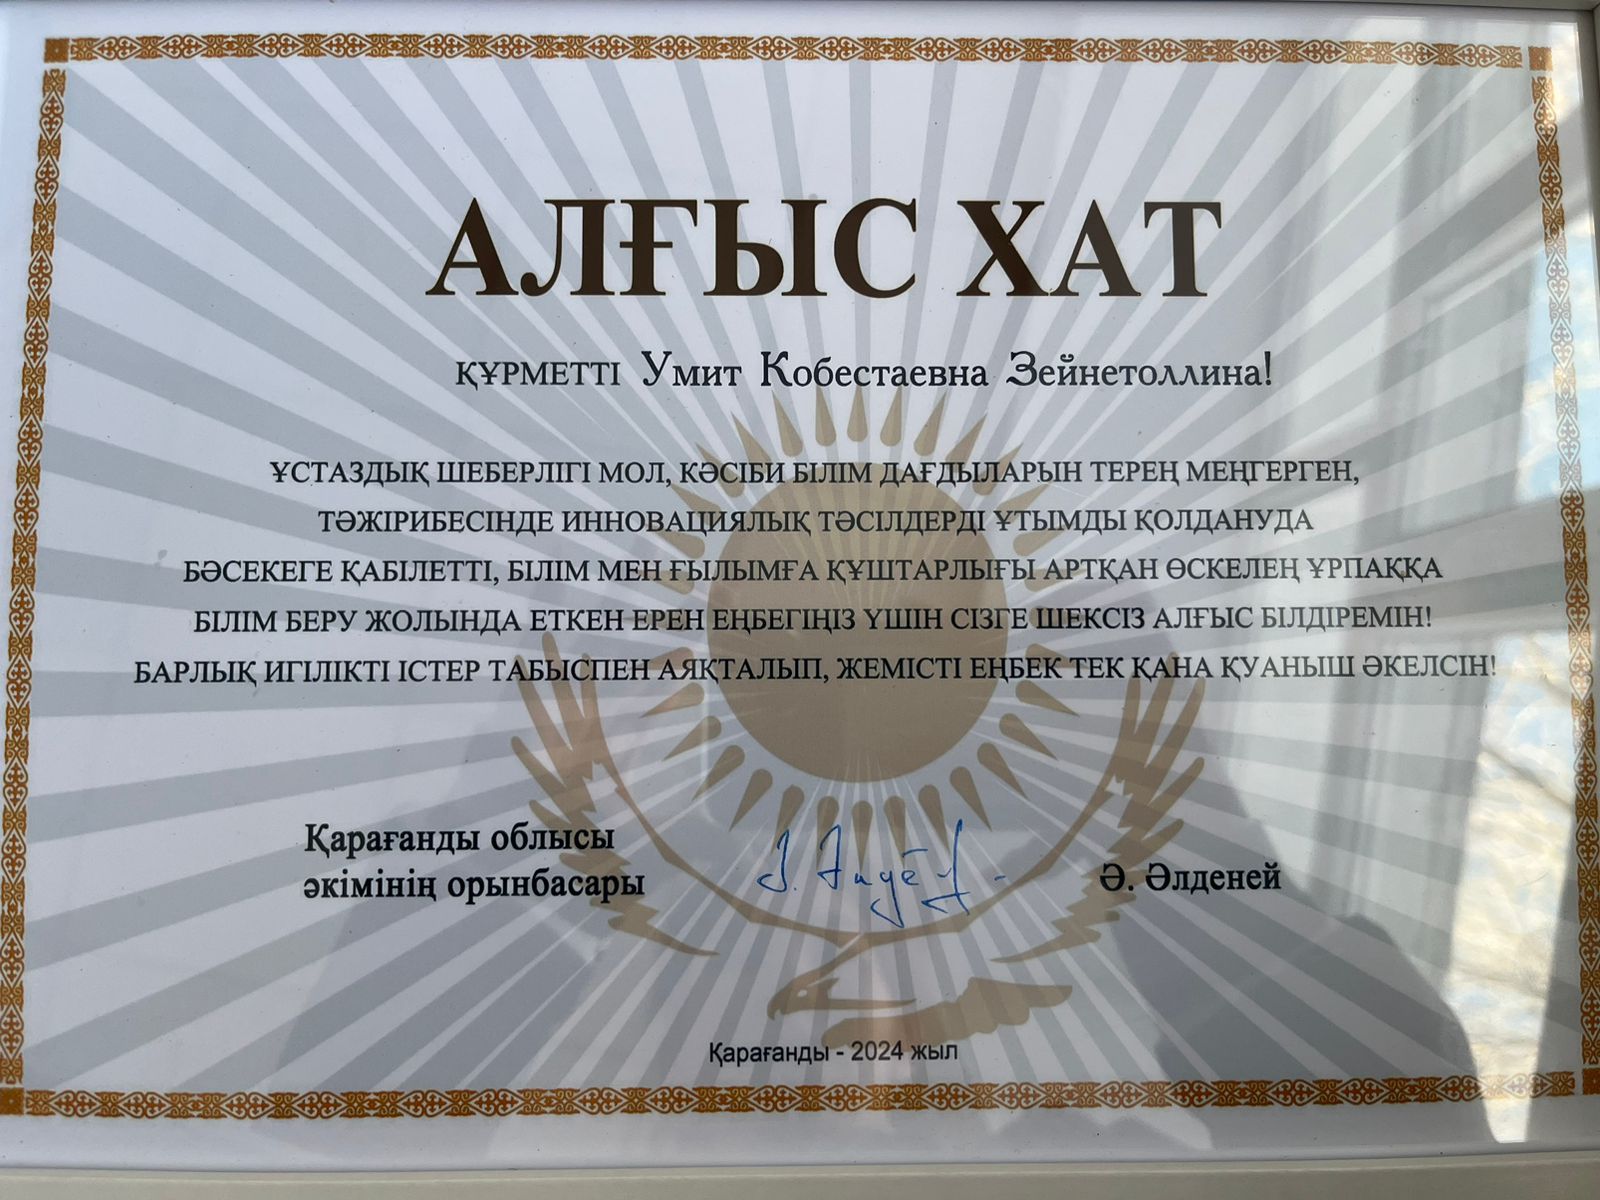 АЛҒЫС ХАТ
ҚҰРМЕТТІ Умит Кобестаевна Зейнетоллина!
ҰСТАЗДЫҚ ШЕБЕРЛІГІ МОЛ, КӘСІБИ БІЛІМ ДАҒДЫЛАРЫН ТЕРЕҢ МЕҢГЕРГЕН,
ТӘЖІРИБЕСІНДЕ ИННОВАЦИЯЛЫҚ ТӘСІЛДЕРДІ ҰТЫМДЫ ҚОЛДАНУДА
БӘСЕКЕГЕ ҚАБІЛЕТТІ, БІЛІМ МЕН ҒЫЛЫМҒА ҚҰШТАРЛЫҒЫ АРТҚАН ӨСКЕЛЕҢ ҰРПАҚҚА
БІЛІМ БЕРУ ЖОЛЫНДА ЕТКЕН ЕРЕН ЕҢБЕГІҢІЗ ҮШІН СІЗГЕ ШЕКСІЗ АЛҒЫС БІЛДІРЕМІН!
БАРЛЫҚ ИГІЛІКТІ ІСТЕР ТАБЫСПЕН АЯҚТАЛЫП, ЖЕМІСТІ ЕҢБЕК ТЕК ҚАНА ҚУАНЫШ ӘКЕЛСІН!
Қарағанды облысы
әкімінің орынбасары
Ә. Әлденей
Қарағанды - 2024 жыл